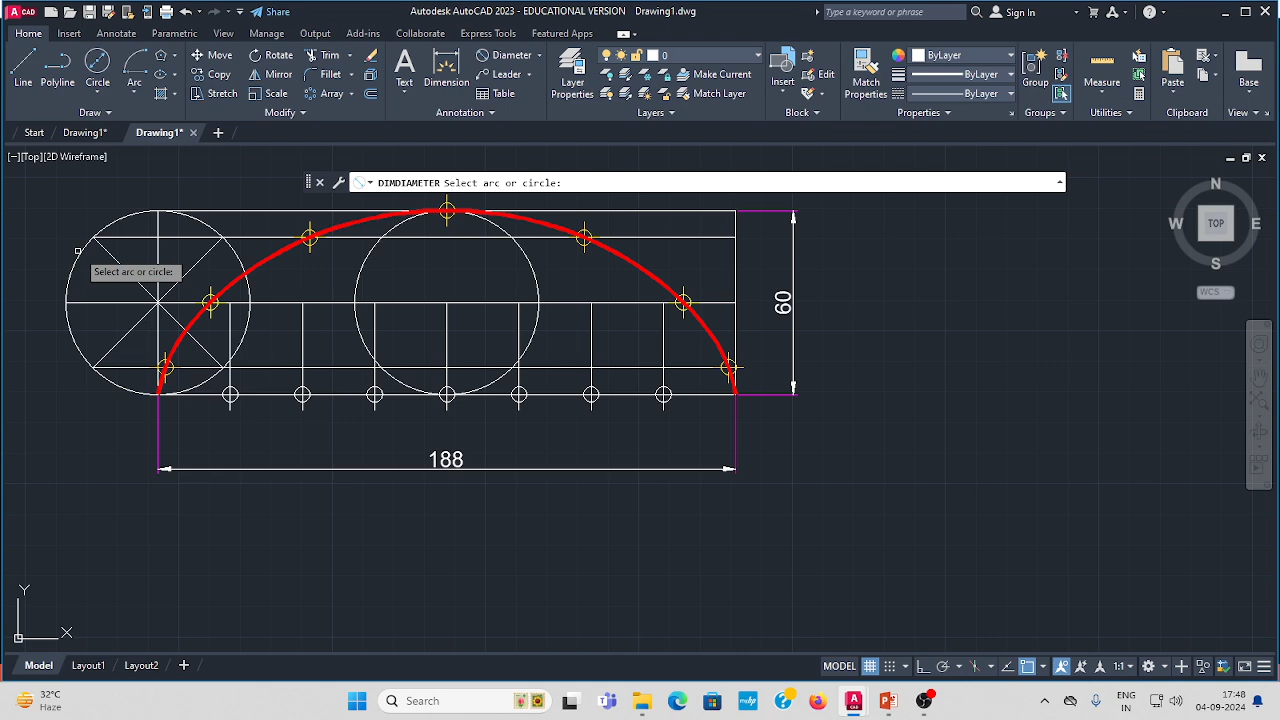 CAD
Share
Autodesk AutoCAD 2023 - EDUCATIONAL VERSION Drawing1.dwg
Type a keyword or phrase
Sign In
Home Insert Annotate Parametric View Manage Output Add-ins Collaborate Express Tools Featured Apps
Line
Polyline
Circle
Arc
Move
Rotate
Trim
Copy
Mirror
Fillet
Stretch
Scale
Array
Text
Dimension
Diameter
Leader
Table
Layer
Properties
0
Make Current
Match Layer
Insert
Edit
Match
Properties
ByLayer
ByLayer
ByLayer
Group
Measure
Paste
Base
Draw
Modify
Annotation
Layers
Block
Properties
Groups
Utilities
Clipboard
View
Start
Drawing1*
Drawing1*
[−][Top][2D Wireframe]
DIMDIAMETER Select arc or circle:
N
W
TOP
E
S
WCS
Select arc or circle:
60
188
Y
X
Model
Layout1
Layout2
MODEL
1:1
32°C
Haze
Search
ENG
IN
17:48
04-09-2024